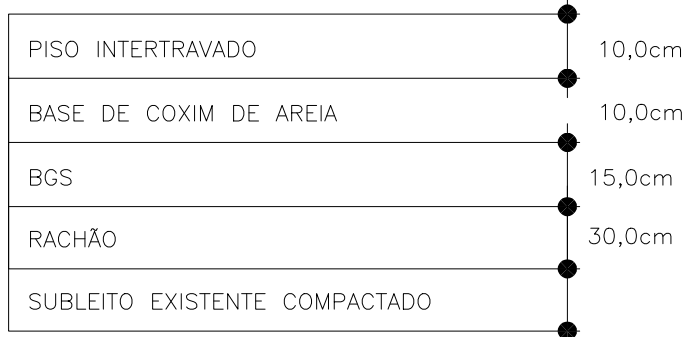 PISO INTERTRAVADO 10,0cm
BASE DE COXIM DE AREIA 10,0cm
BGS 15,0cm
RACHÃO 30,0cm
SUBLEITO EXISTENTE COMPACTADO